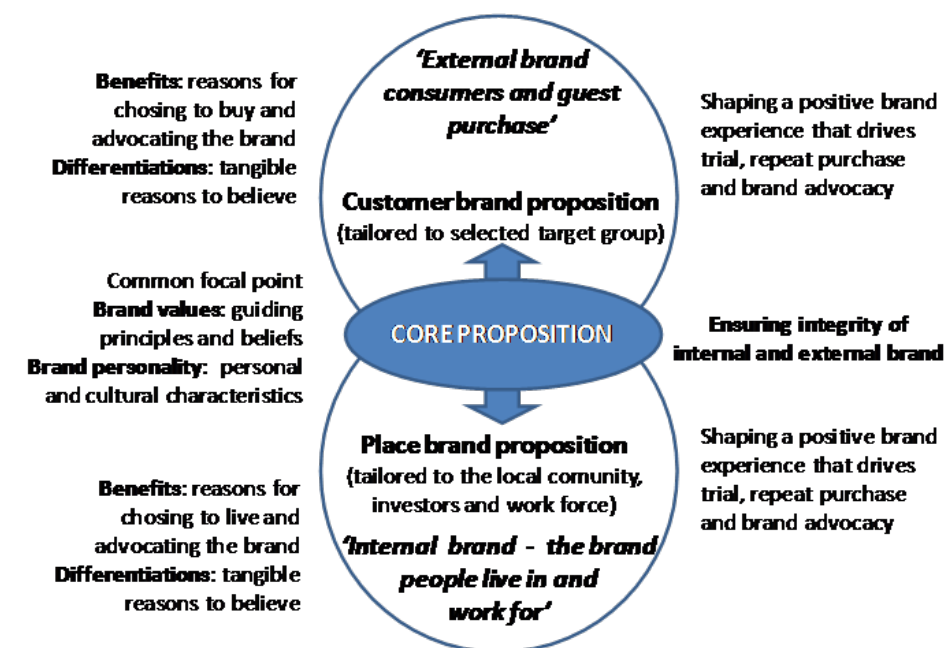 'External brand
consumers and guest
purchase'
Benefits: reasons for
chosing to buy and
advocating the brand
Differentiations: tangible
reasons to believe
Shaping a positive brand
experience that drives
trial, repeat purchase
and brand advocacy
Customer brand proposition
(tailored to selected target group)
Common focal point
Brand values: guiding
principles and beliefs
Brand personality: personal
and cultural characteristics
CORE PROPOSITION
Ensuring integrity of
internal and external brand
Place brand proposition
(tailored to the local comunity,
investors and work force)
'Internal brand - the brand
people live in and
work for'
Benefits: reasons for
chosing to live and
advocating the brand
Differentiations: tangible
reasons to believe
Shaping a positive brand
experience that drives
trial, repeat purchase
and brand advocacy